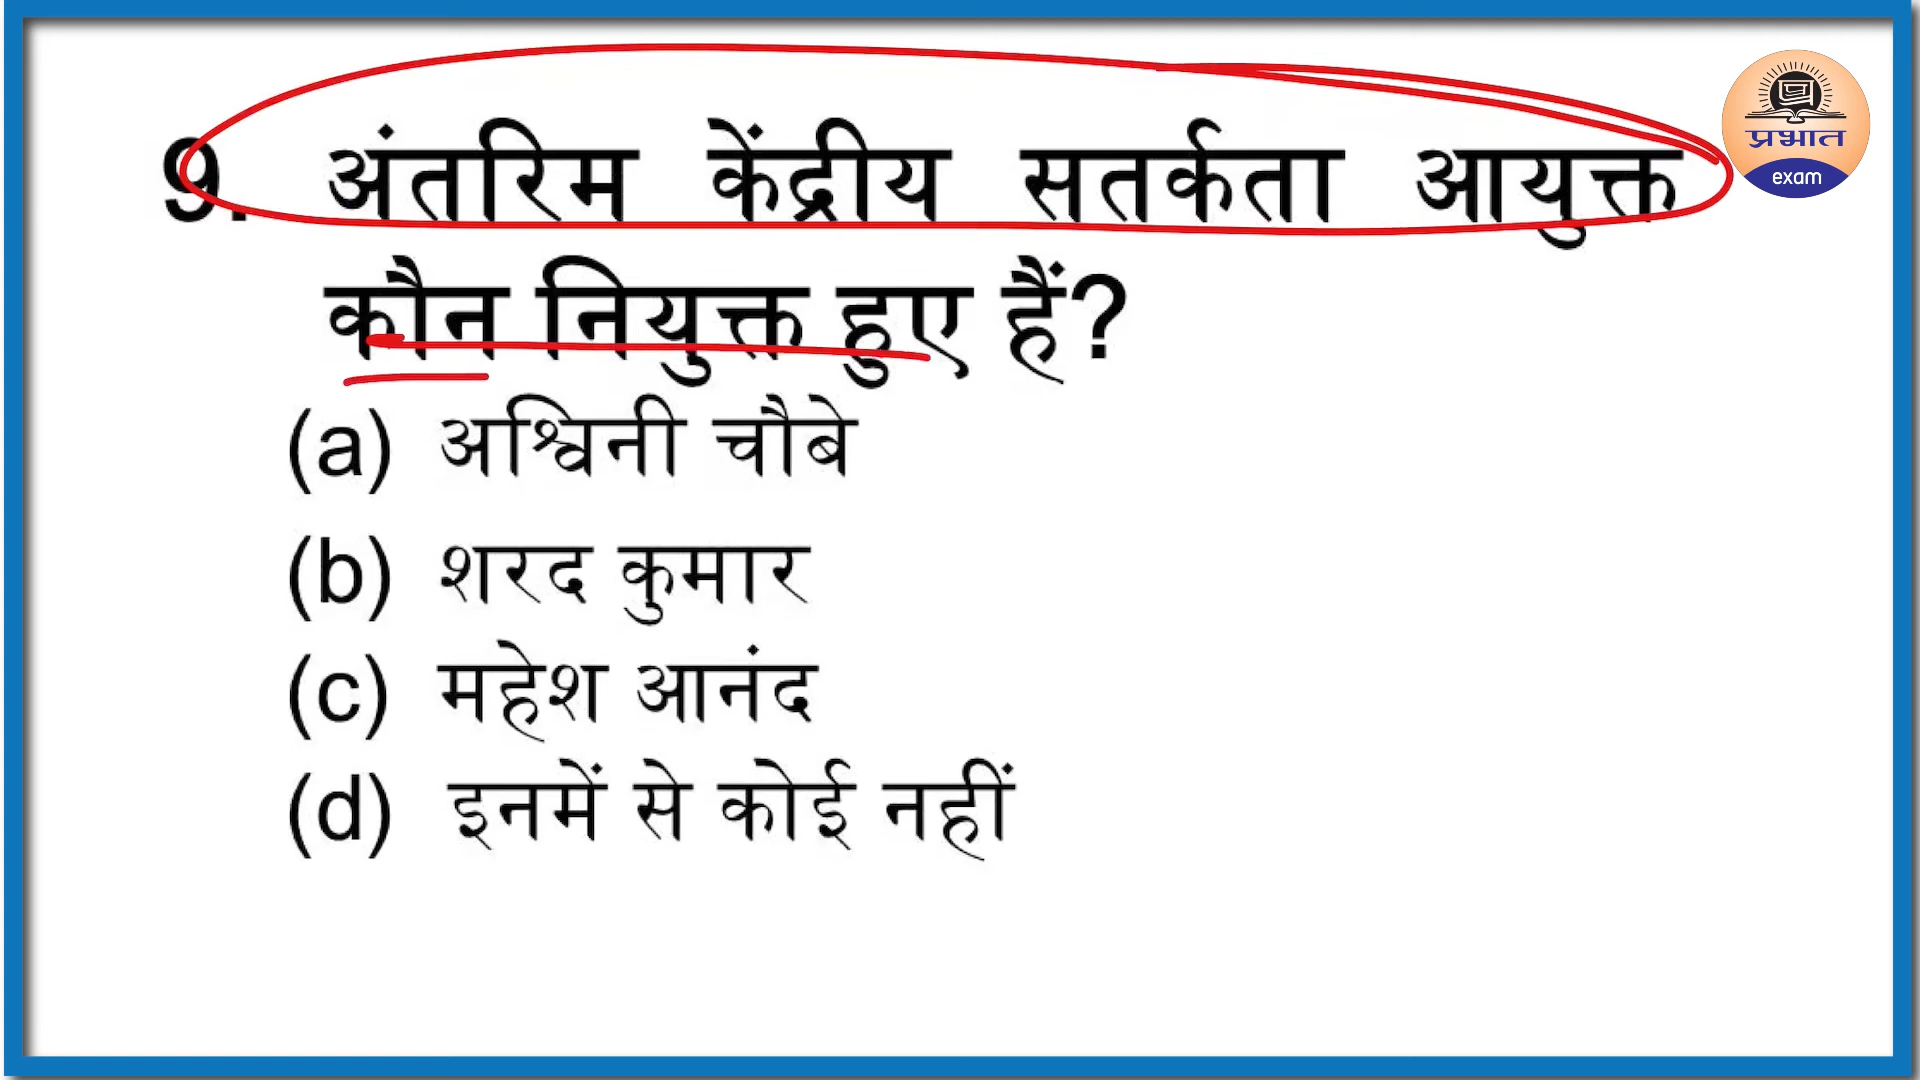 9. अंतरिम केंद्रीय सतर्कता आयुक्त
कौन नियुक्त हुए हैं?
(a) अश्विनी चौबे
(b) शरद कुमार
(c) महेश आनंद
(d) इनमें से कोई नहीं
प्रभात
exam